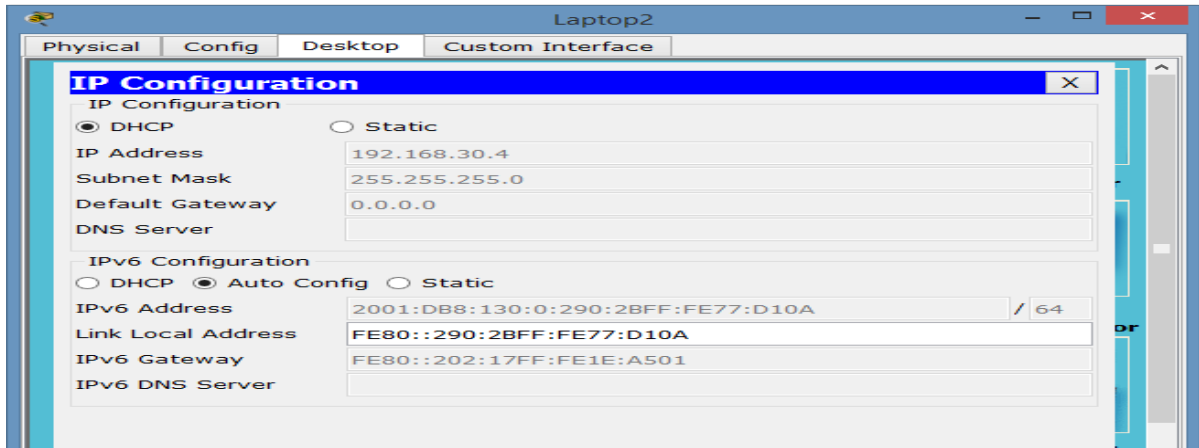 Laptop2
Physical Config Desktop Custom Interface
IP Configuration X
IP Configuration
DHCP Static
IP Address 192.168.30.4
Subnet Mask 255.255.255.0
Default Gateway 0.0.0.0
DNS Server
IPv6 Configuration
DHCP Auto Config Static
IPv6 Address 2001:DB8:130:0:290:2BFF:FE77:D10A / 64
Link Local Address FE80::290:2BFF:FE77:D10A
IPv6 Gateway FE80::202:17FF:FE1E:A501
IPv6 DNS Server